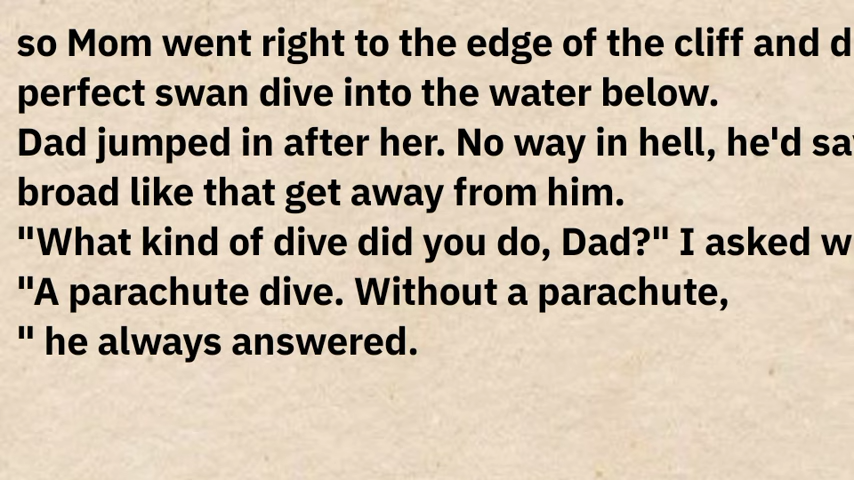 so Mom went right to the edge of the cliff and
perfect swan dive into the water below.
Dad jumped in after her. No way in hell, he'd
broad like that get away from him.
"What kind of dive did you do, Dad?" I asked
"A parachute dive. Without a parachute,
" he always answered.